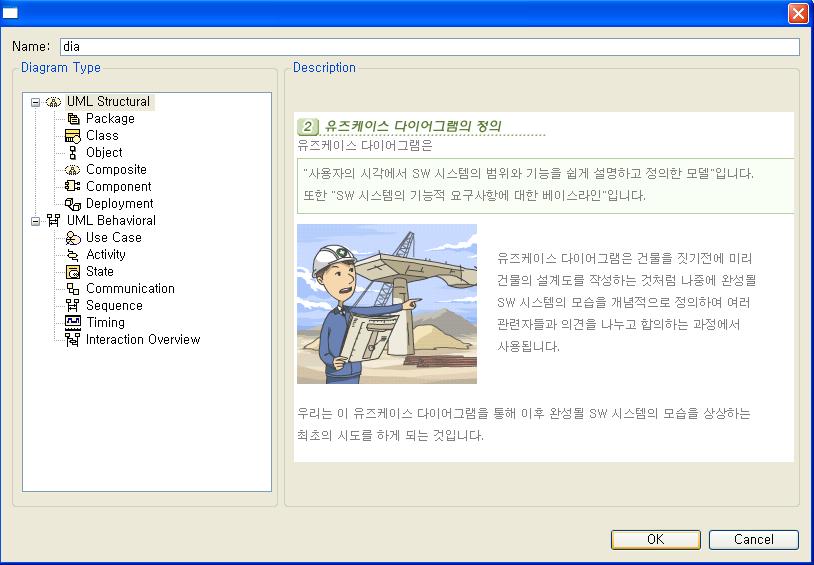 Name: dia
Diagram Type
UML Structural
Package
Class
Object
Composite
Component
Deployment
UML Behavioral
Use Case
Activity
State
Communication
Sequence
Timing
Interaction Overview
Description
2 유즈케이스 다이어그램의 정의
유즈케이스 다이어그램은
"사용자의 시각에서 SW 시스템의 범위와 기능을 쉽게 설명하고 정의한 모델"입니다.
또한 "SW 시스템의 기능적 요구사항에 대한 베이스라인"입니다.
유즈케이스 다이어그램은 건물을 짓기전에 미리
건물의 설계도를 작성하는 것처럼 나중에 완성될
SW 시스템의 모습을 개념적으로 정의하여 여러
관련자들과 의견을 나누고 합의하는 과정에서
사용됩니다.
우리는 이 유즈케이스 다이어그램을 통해 이후 완성될 SW 시스템의 모습을 상상하는
최초의 시도를 하게 되는 것입니다.
OK
Cancel